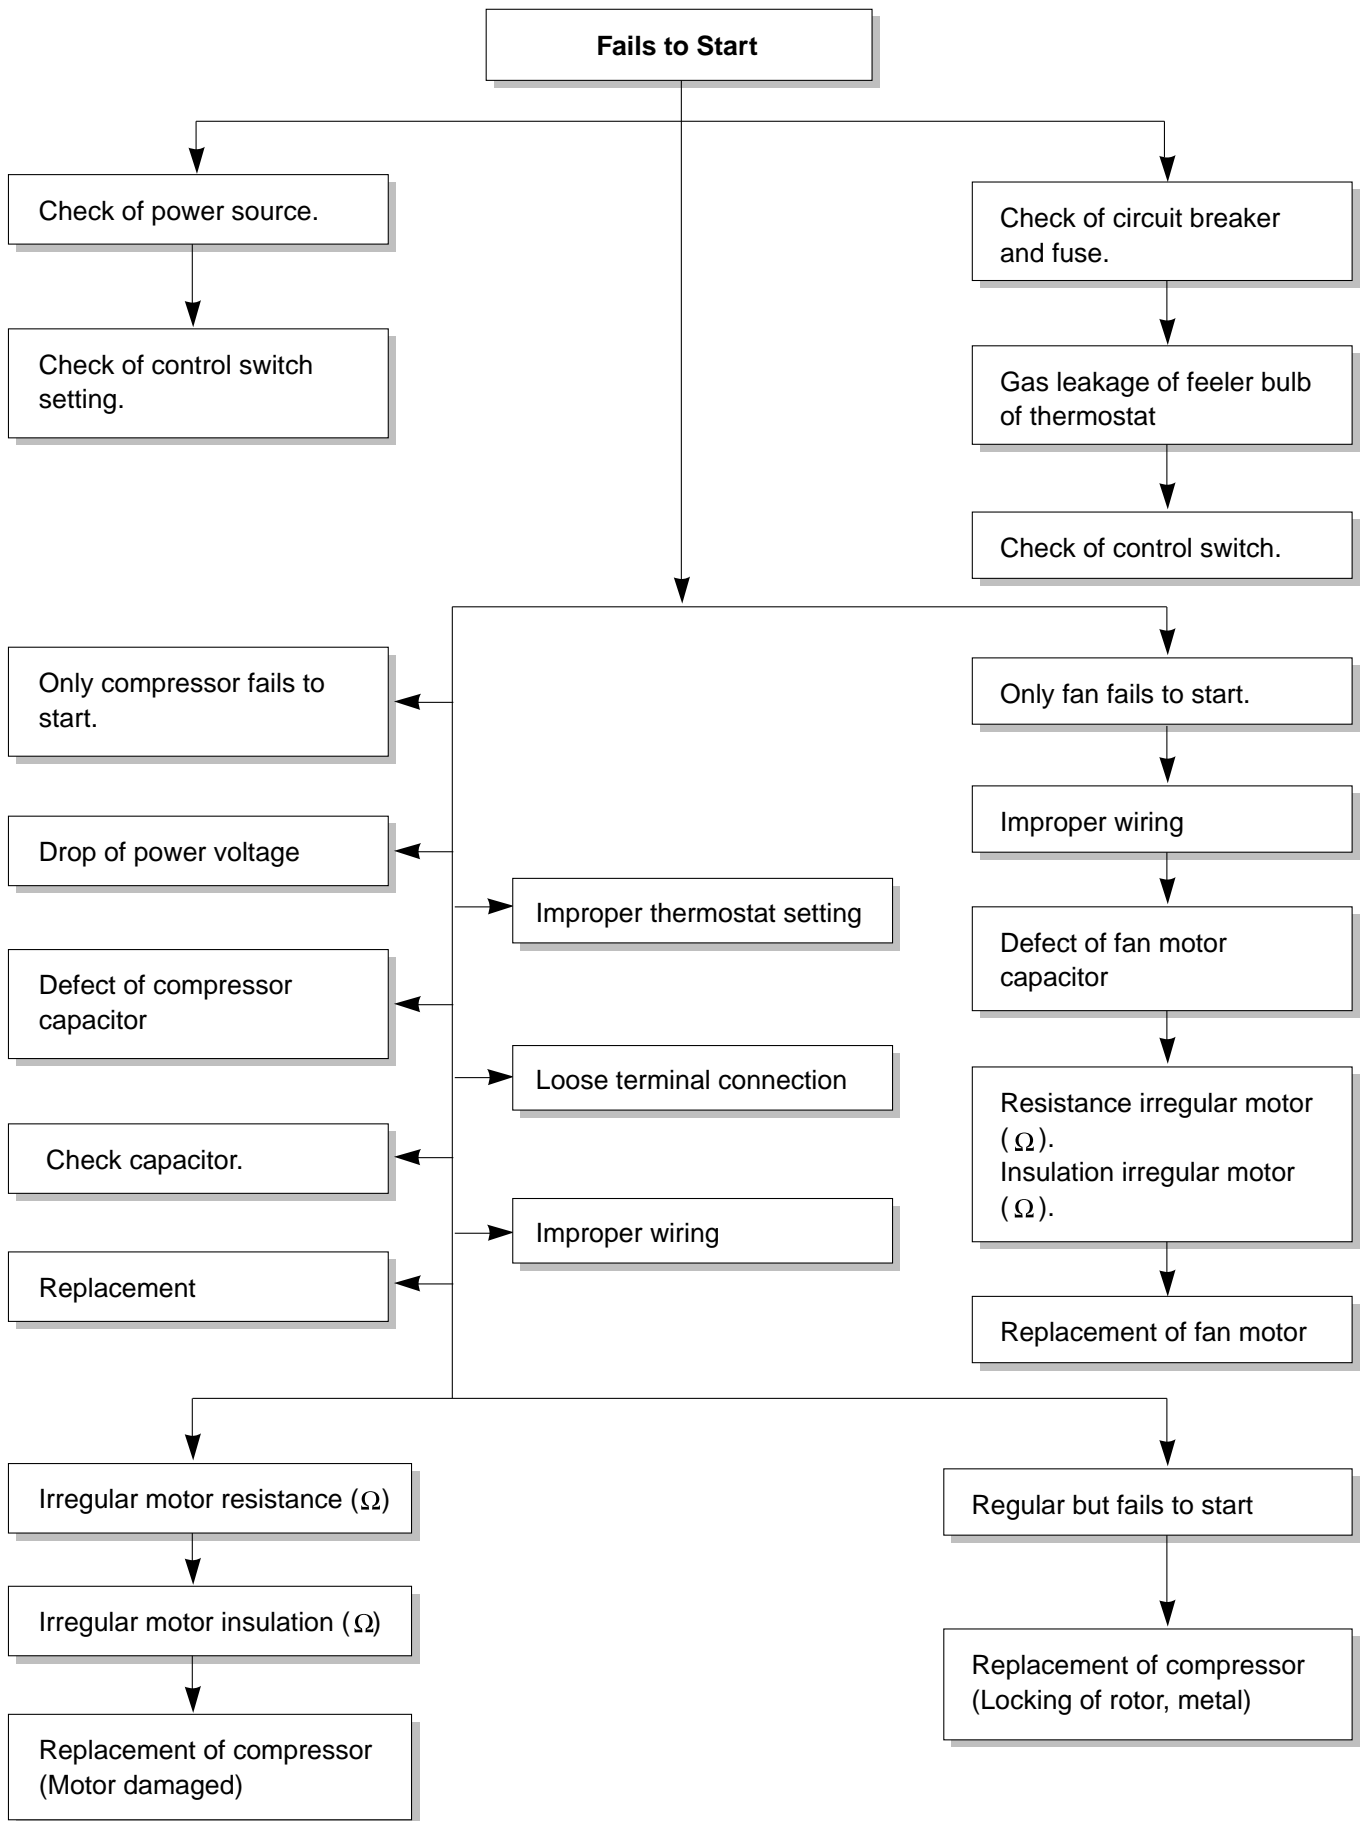 Fails to Start
Check of power source.
Check of circuit breaker
and fuse.
Check of control switch
setting.
Gas leakage of feeler bulb
of thermostat
Check of control switch.
Only compressor fails to
start.
Only fan fails to start.
Drop of power voltage
Improper wiring
Improper thermostat setting
Defect of compressor
capacitor
Defect of fan motor
capacitor
Loose terminal connection
Resistance irregular motor
(Ω).
Insulation irregular motor
(Ω).
Check capacitor.
Improper wiring
Replacement
Replacement of fan motor
Irregular motor resistance (Ω)
Regular but fails to start
Irregular motor insulation (Ω)
Replacement of compressor
(Locking of rotor, metal)
Replacement of compressor
(Motor damaged)